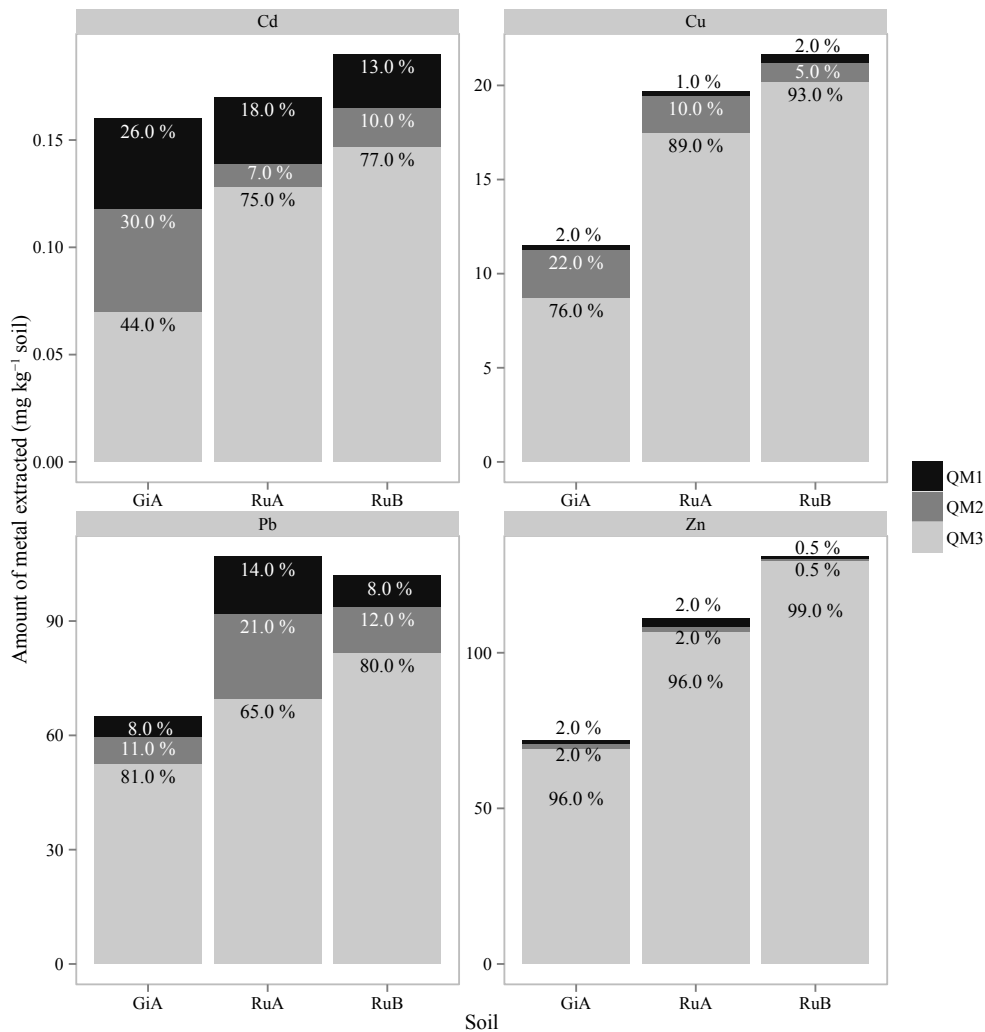 Cd
Cu
0.15
0.10
0.05
0.00
26.0 %
30.0 %
44.0 %
18.0 %
7.0 %
75.0 %
13.0 %
10.0 %
77.0 %
GiA
RuA
RuB
20
15
10
5
0
2.0 %
22.0 %
76.0 %
1.0 %
10.0 %
89.0 %
2.0 %
5.0 %
93.0 %
GiA
RuA
RuB
Amount of metal extracted (mg kg⁻¹ soil)
QM1
QM2
QM3
Pb
Zn
90
60
30
0
8.0 %
11.0 %
81.0 %
14.0 %
21.0 %
65.0 %
8.0 %
12.0 %
80.0 %
GiA
RuA
RuB
100
50
0
2.0 %
2.0 %
96.0 %
2.0 %
2.0 %
96.0 %
0.5 %
0.5 %
99.0 %
GiA
RuA
RuB
Soil